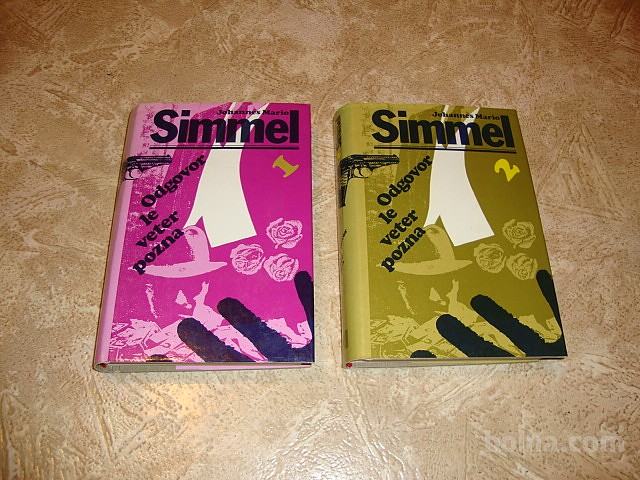 Johannes Mario
Simmel
1
Odgovor
le
veter
pozna
Johannes Mario
Simmel
2
Odgovor
le
veter
pozna
bolha.com